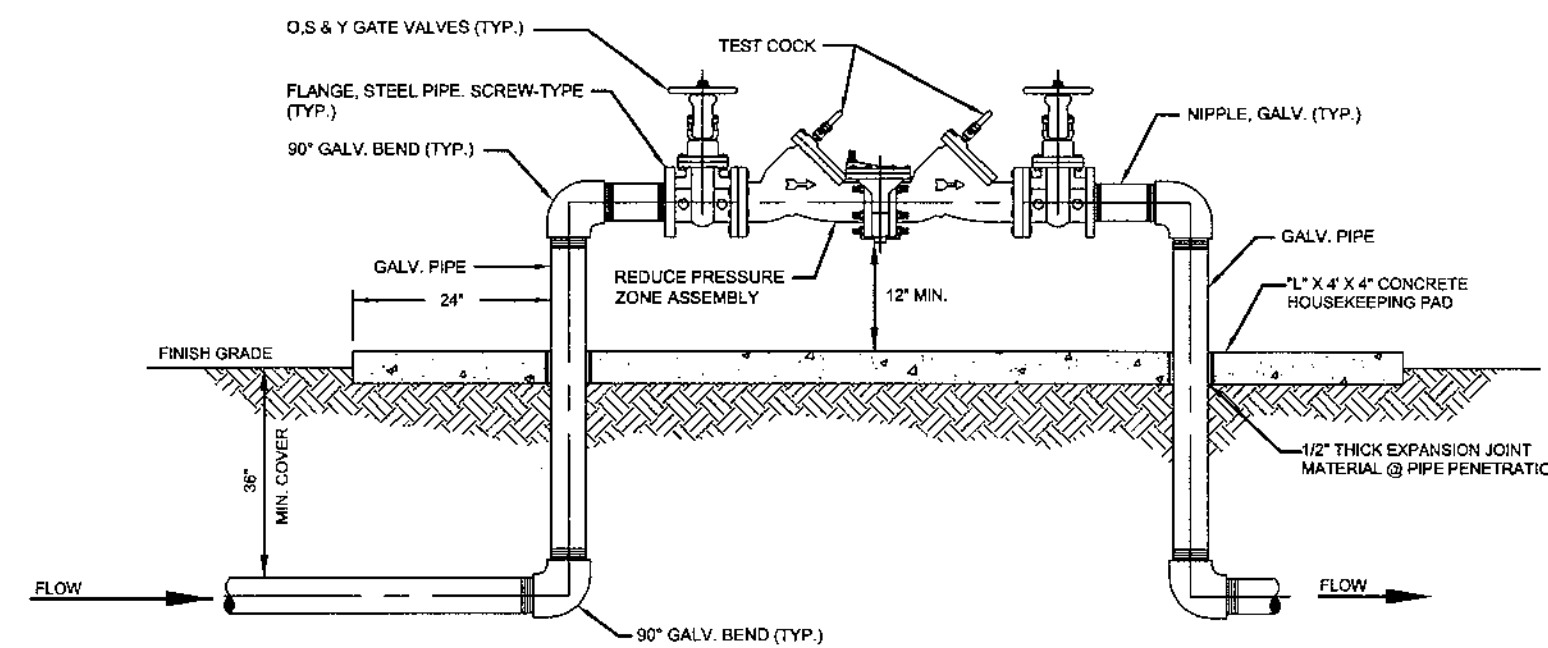 O,S & Y GATE VALVES (TYP.)
TEST COCK
FLANGE, STEEL PIPE. SCREW-TYPE
(TYP.)
NIPPLE, GALV. (TYP.)
90° GALV. BEND (TYP.)
GALV. PIPE
GALV. PIPE
REDUCE PRESSURE
ZONE ASSEMBLY
24"
12" MIN.
"L" X 4' X 4" CONCRETE
HOUSEKEEPING PAD
FINISH GRADE
36"
MIN. COVER
1/2" THICK EXPANSION JOINT
MATERIAL @ PIPE PENETRATIO
FLOW
FLOW
90° GALV. BEND (TYP.)